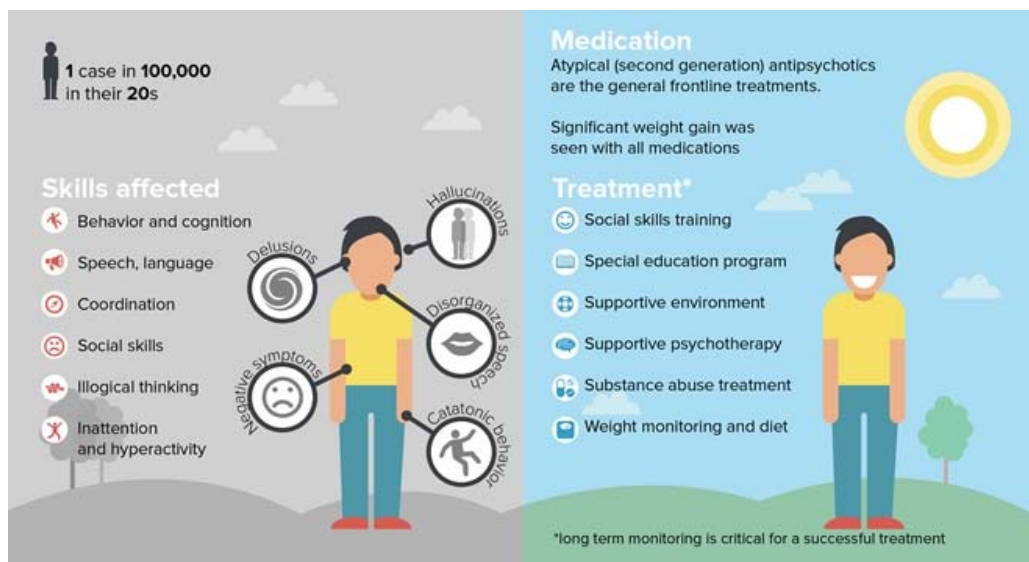 1 case in 100,000
in their 20s
Skills affected
Behavior and cognition
Speech, language
Coordination
Social skills
Illogical thinking
Inattention
and hyperactivity
Hallucinations
Delusions
Disorganized speech
Negative symptoms
Catatonic behavior
Medication
Atypical (second generation) antipsychotics
are the general frontline treatments.
Significant weight gain was
seen with all medications
Treatment*
Social skills training
Special education program
Supportive environment
Supportive psychotherapy
Substance abuse treatment
Weight monitoring and diet
*long term monitoring is critical for a successful treatment